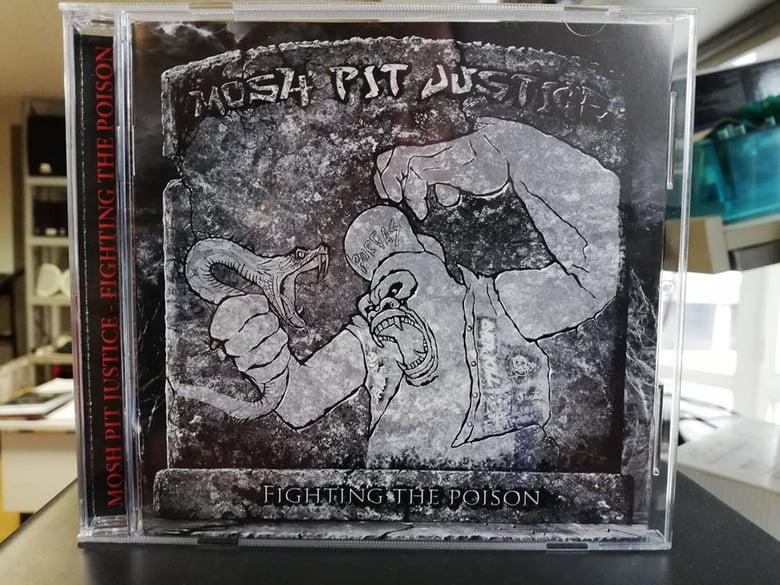 MOSH PIT JUSTICE - FIGHTING THE POISON
MOSH PIT JUSTICE
FIGHTING THE POISON